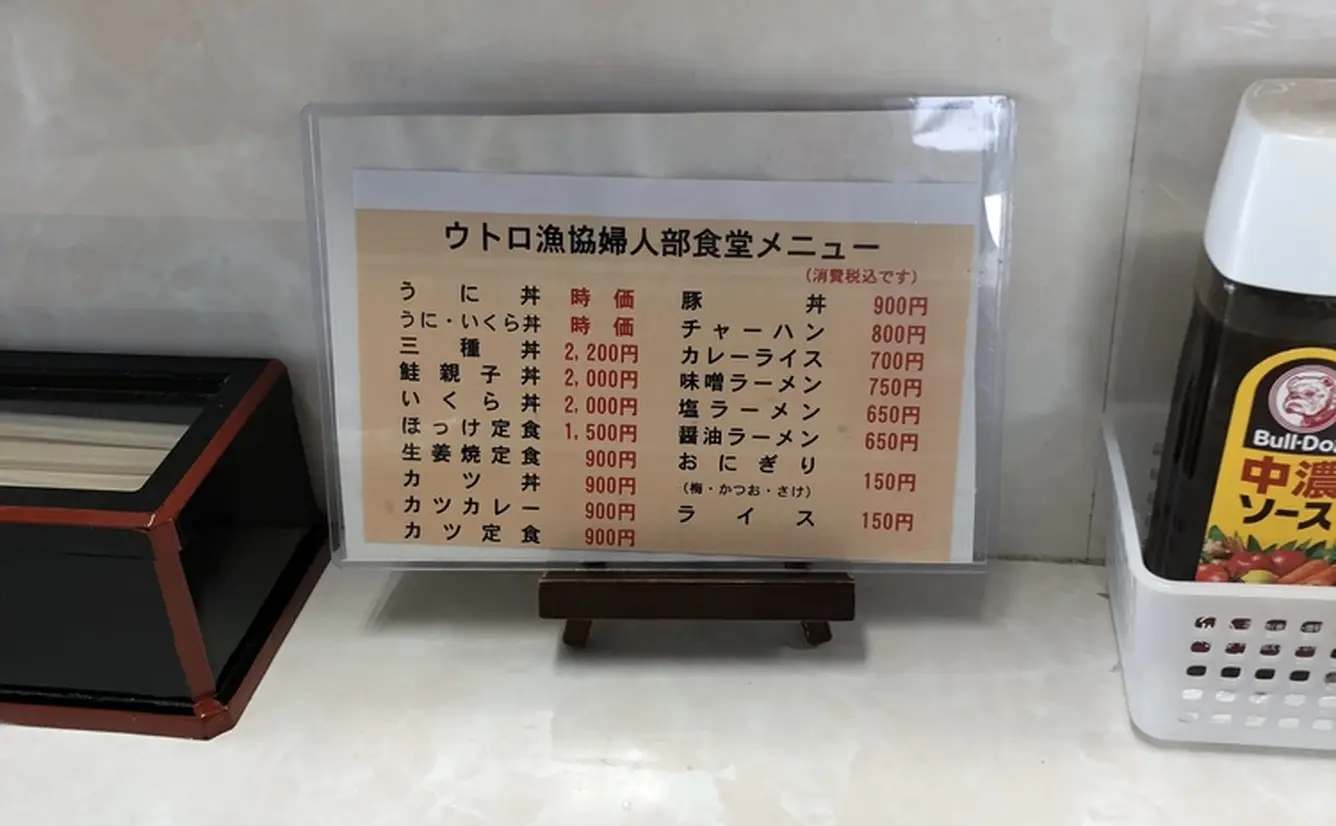 ウトロ漁協婦人部食堂メニュー
(消費税込です)
うに丼 時価
うに・いくら丼 時価
三種丼 2,200円
鮭親子丼 2,000円
いくら丼 2,000円
ほっけ定食 1,500円
生姜焼定食 900円
カツ丼 900円
カツカレー 900円
カツ定食 900円
豚丼 900円
チャーハン 800円
カレーライス 700円
味噌ラーメン 750円
塩ラーメン 650円
醤油ラーメン 650円
おにぎり 150円
(梅・かつお・さけ)
ライス 150円
Bull-Do
中濃
ソース